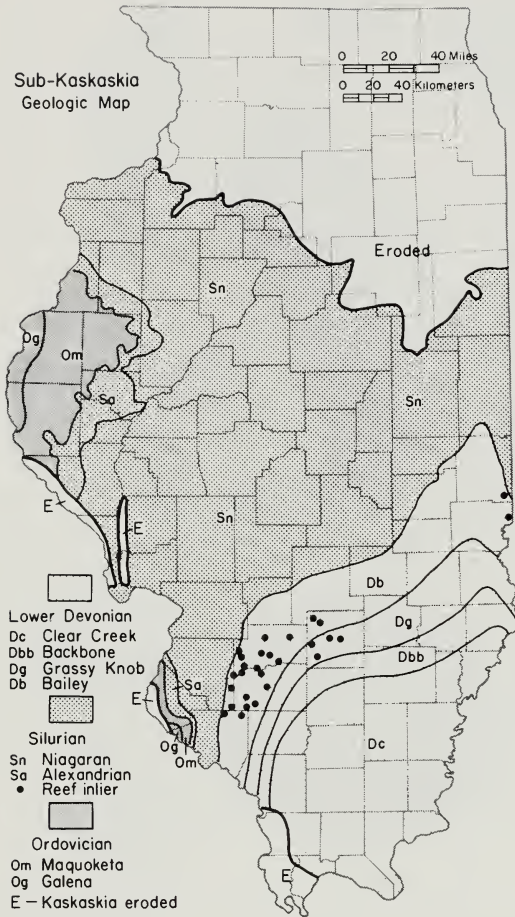 Sub-Kaskaskia
Geologic Map
0 20 40 Miles
0 20 40 Kilometers
Eroded
Sn
Og
Om
Sn
Sa
E
E
Sn
Db
Dg
Dbb
Sa
E
Dc
Og
Om
E
Lower Devonian
Dc Clear Creek
Dbb Backbone
Dg Grassy Knob
Db Bailey
Silurian
Sn Niagaran
Sa Alexandrian
● Reef inlier
Ordovician
Om Maquoketa
Og Galena
E — Kaskaskia eroded